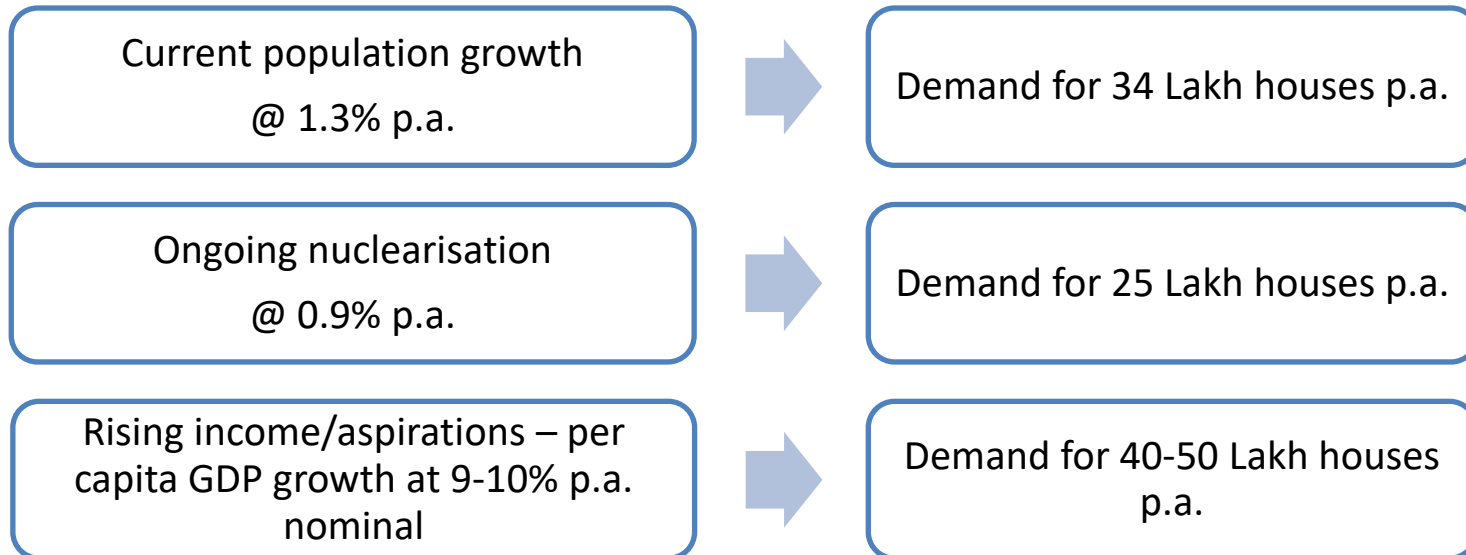 Current population growth
@ 1.3% p.a.
Demand for 34 Lakh houses p.a.
Ongoing nuclearisation
@ 0.9% p.a.
Demand for 25 Lakh houses p.a.
Rising income/aspirations – per
capita GDP growth at 9-10% p.a.
nominal
Demand for 40-50 Lakh houses
p.a.